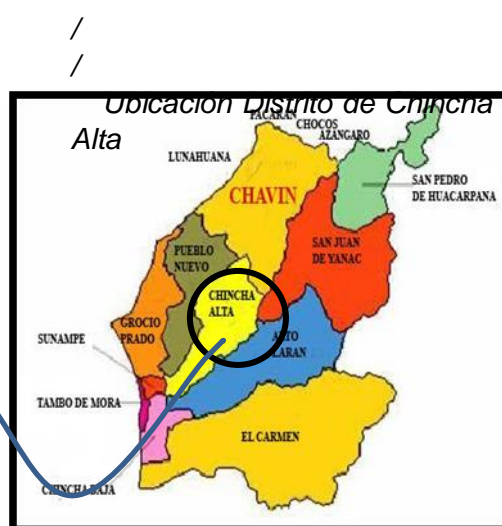 /
/
Ubicación Distrito de Chincha
Alta
PACARAN
CHOCOS
AZANGARO
LUNAHUANA
CHAVIN
SAN PEDRO
DE HUACARPANA
PUEBLO
NUEVO
SAN JUAN
DE YANAC
CHINCHA
ALTA
GROCIO
PRADO
SUNAMPE
ALTO
LARAN
TAMBO DE MORA
EL CARMEN
CHINCHA BAJA